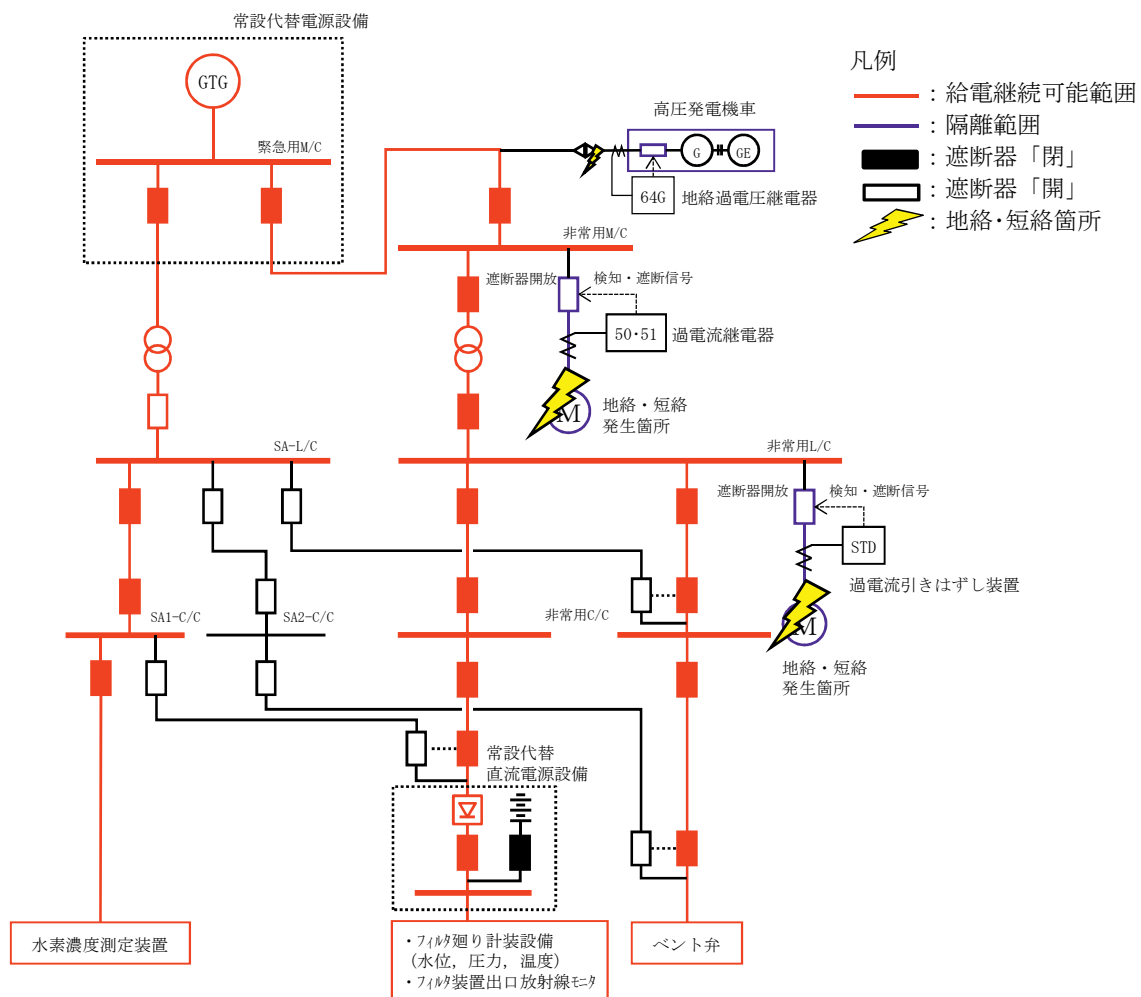 常設代替電源設備
GTG
緊急用M/C
高圧発電機車
G
GE
64G
地絡過電圧継電器
凡例
：給電継続可能範囲
：隔離範囲
：遮断器「閉」
：遮断器「開」
：地絡・短絡箇所
非常用M/C
遮断器開放
検知・遮断信号
50・51
過電流継電器
M
地絡・短絡
発生箇所
SA-L/C
非常用L/C
遮断器開放
検知・遮断信号
STD
過電流引きはずし装置
M
地絡・短絡
発生箇所
SA1-C/C
SA2-C/C
非常用C/C
常設代替
直流電源設備
水素濃度測定装置
・ﾌｨﾙﾀ廻り計装設備
(水位，圧力，温度)
・ﾌｨﾙﾀ装置出口放射線ﾓﾆﾀ
ベント弁